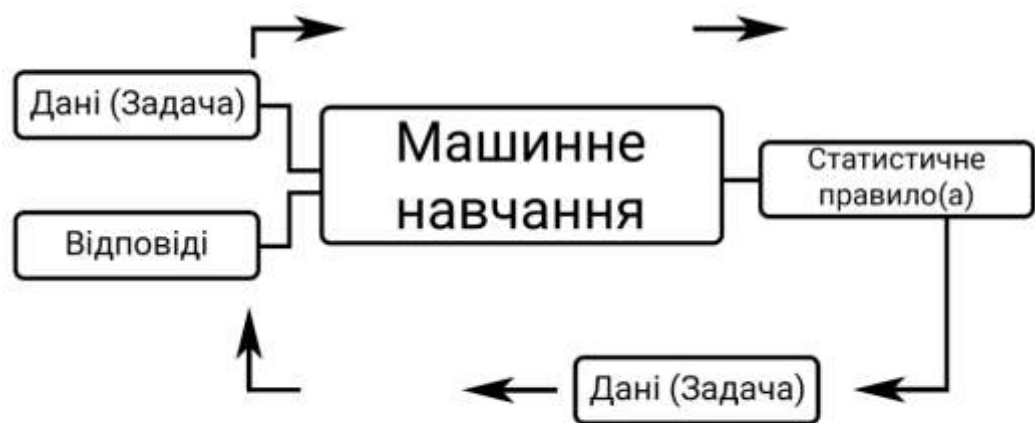 Дані (Задача)
Машинне
навчання
Статистичне
правило(а)
Відповіді
Дані (Задача)